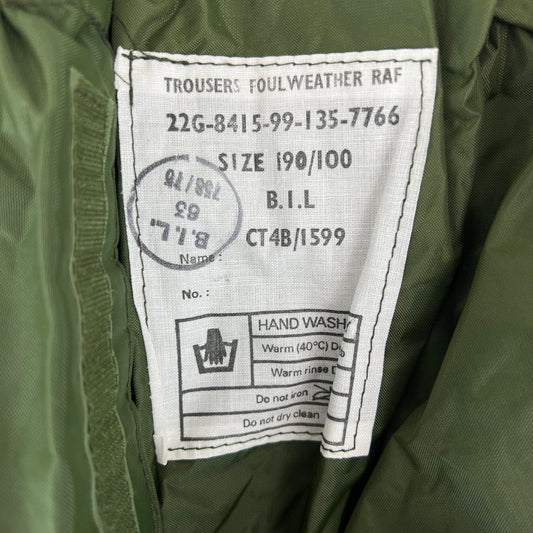 TROUSERS FOULWEATHER RAF
22G-8415-99-135-7766
SIZE 190/100
B.I.L
CT4B/1599
B.I.L.
63
Name:
No.:
HAND WASH
Warm (40°C)
Warm rinse
Do not iron
Do not dry clean